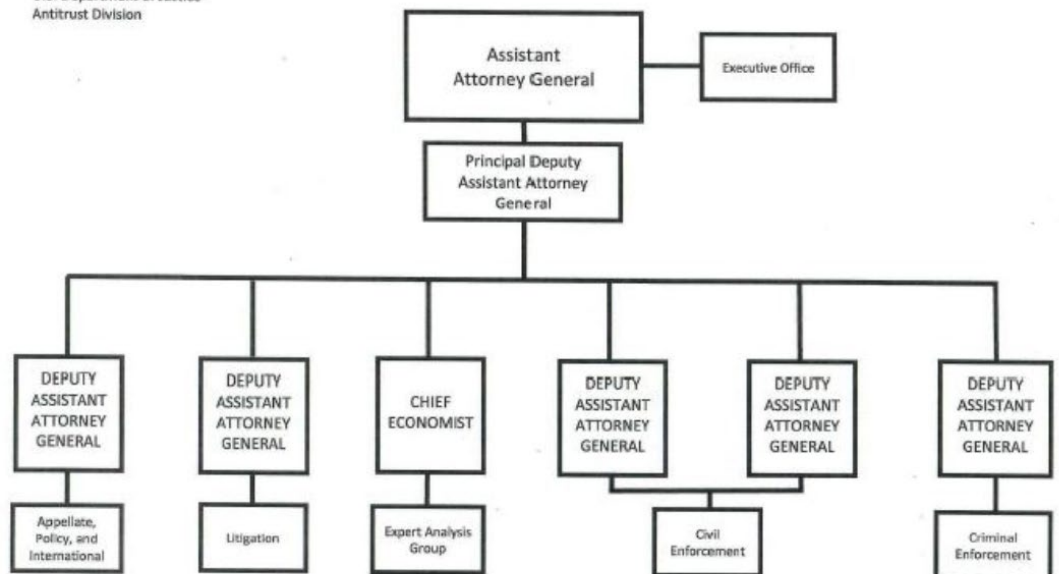 Antitrust Division
Assistant
Attorney General
Executive Office
Principal Deputy
Assistant Attorney
General
DEPUTY
ASSISTANT
ATTORNEY
GENERAL
DEPUTY
ASSISTANT
ATTORNEY
GENERAL
CHIEF
ECONOMIST
DEPUTY
ASSISTANT
ATTORNEY
GENERAL
DEPUTY
ASSISTANT
ATTORNEY
GENERAL
DEPUTY
ASSISTANT
ATTORNEY
GENERAL
Appellate,
Policy, and
International
Litigation
Expert Analysis
Group
Civil
Enforcement
Criminal
Enforcement